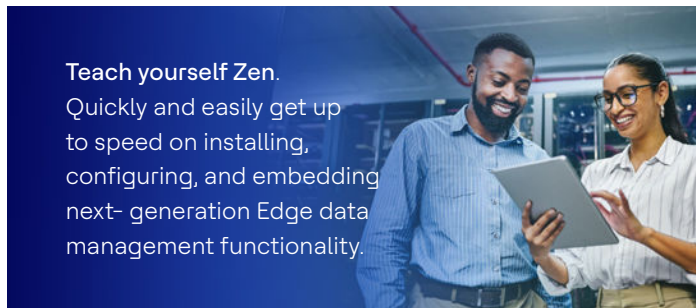 Teach yourself Zen.
Quickly and easily get up
to speed on installing,
configuring, and embedding
next- generation Edge data
management functionality.